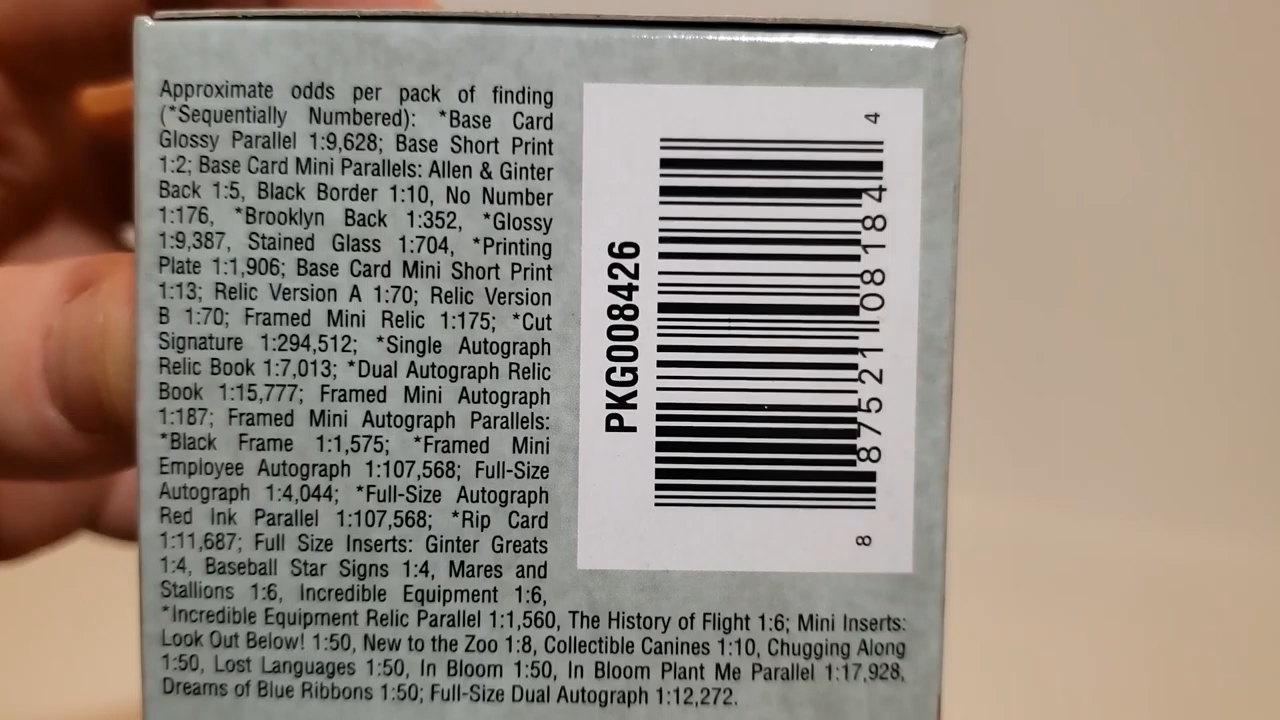 Approximate odds per pack of finding
(*Sequentially Numbered): *Base Card
Glossy Parallel 1:9,628; Base Short Print
1:2; Base Card Mini Parallels: Allen & Ginter
Back 1:5, Black Border 1:10, No Number
1:176, *Brooklyn Back 1:352, *Glossy
1:9,387, Stained Glass 1:704, *Printing
Plate 1:1,906; Base Card Mini Short Print
1:13; Relic Version A 1:70; Relic Version
B 1:70; Framed Mini Relic 1:175; *Cut
Signature 1:294,512; *Single Autograph
Relic Book 1:7,013; *Dual Autograph Relic
Book 1:15,777; Framed Mini Autograph
1:187; Framed Mini Autograph Parallels:
*Black Frame 1:1,575; *Framed Mini
Employee Autograph 1:107,568; Full-Size
Autograph 1:4,044; *Full-Size Autograph
Red Ink Parallel 1:107,568; *Rip Card
1:11,687; Full Size Inserts: Ginter Greats
1:4, Baseball Star Signs 1:4, Mares and
Stallions 1:6, Incredible Equipment 1:6,
*Incredible Equipment Relic Parallel 1:1,560, The History of Flight 1:6; Mini Inserts:
Look Out Below! 1:50, New to the Zoo 1:8, Collectible Canines 1:10, Chugging Along
1:50, Lost Languages 1:50, In Bloom 1:50, In Bloom Plant Me Parallel 1:17,928,
Dreams of Blue Ribbons 1:50; Full-Size Dual Autograph 1:12,272.
PKG008426
8 87521 08184 4